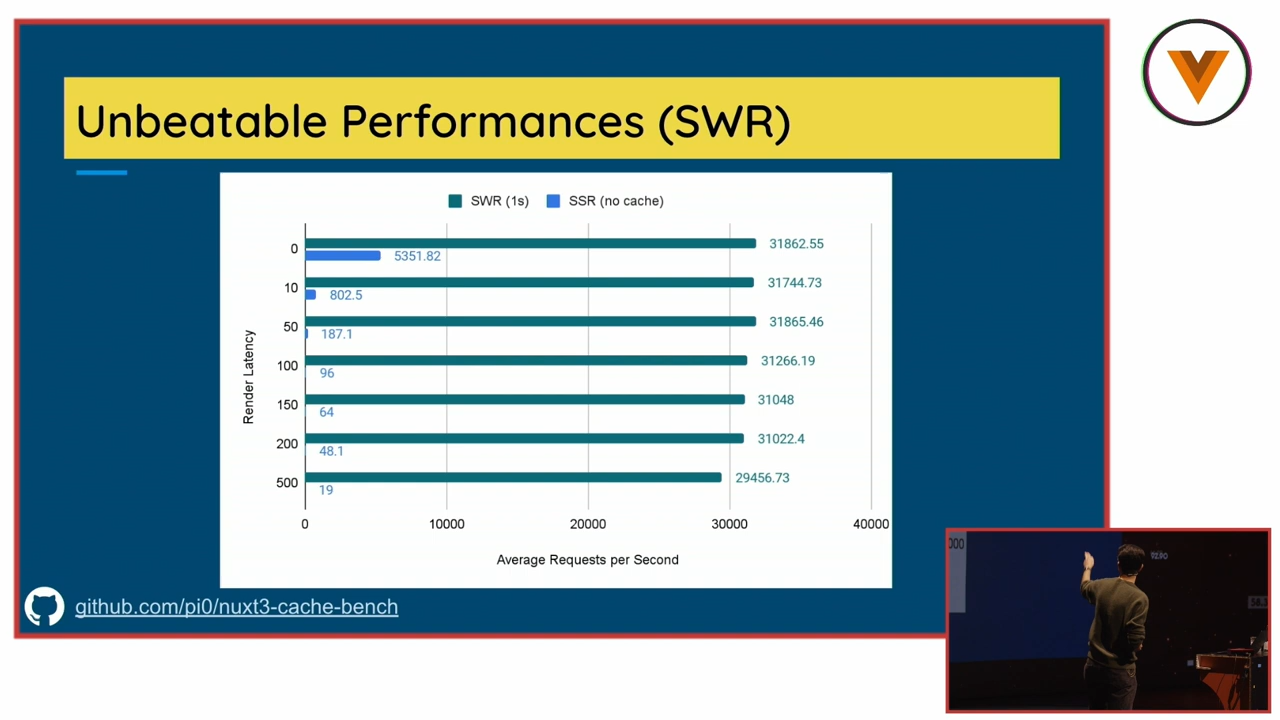 Unbeatable Performances (SWR)
SWR (1s) SSR (no cache)
Render Latency
0 31862.55
5351.82
10 31744.73
802.5
50 31865.46
187.1
100 31266.19
96
150 31048
64
200 31022.4
48.1
500 29456.73
19
0 10000 20000 30000 40000
Average Requests per Second
github.com/pi0/nuxt3-cache-bench
000